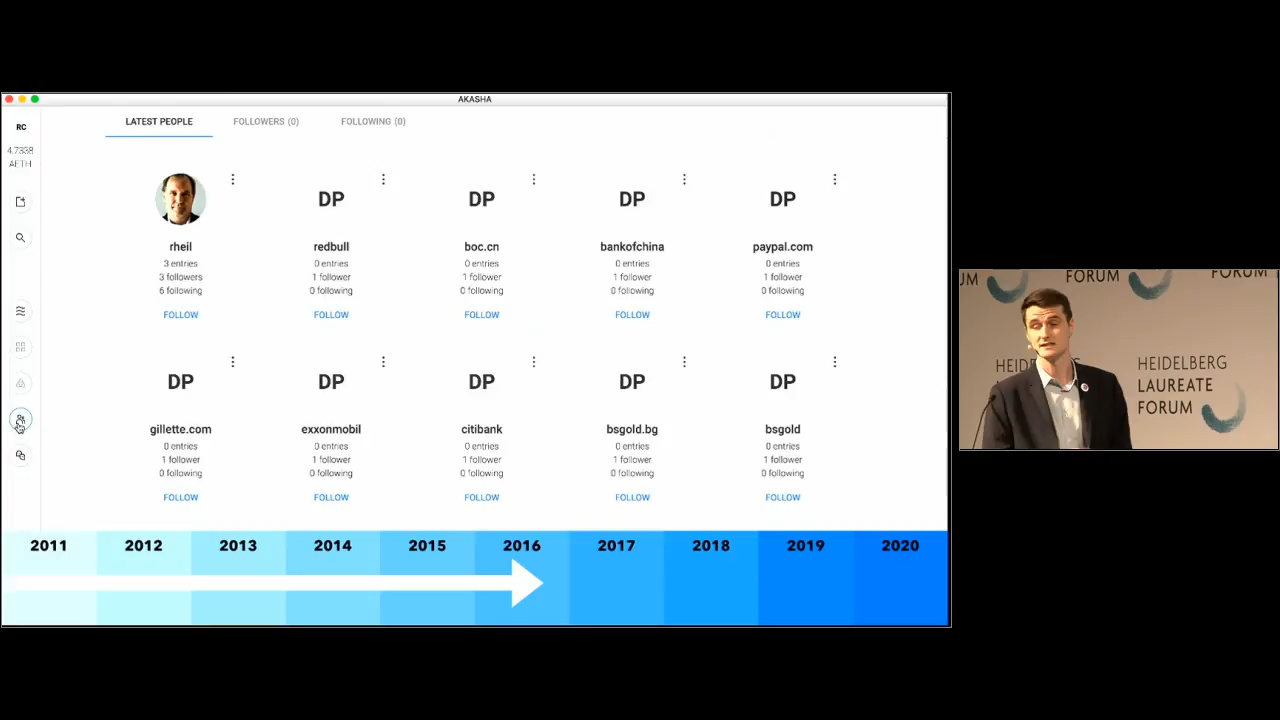 AKASHA
RC
4.7338
AETH
LATEST PEOPLE
FOLLOWERS (0)
FOLLOWING (0)
rheil
3 entries
3 followers
6 following
FOLLOW
DP
redbull
0 entries
1 follower
0 following
FOLLOW
DP
boc.cn
0 entries
1 follower
0 following
FOLLOW
DP
bankofchina
0 entries
1 follower
0 following
FOLLOW
DP
paypal.com
0 entries
1 follower
0 following
FOLLOW
DP
gillette.com
0 entries
1 follower
0 following
FOLLOW
DP
exxonmobil
0 entries
1 follower
0 following
FOLLOW
DP
citibank
0 entries
1 follower
0 following
FOLLOW
DP
bsgold.bg
0 entries
1 follower
0 following
FOLLOW
DP
bsgold
0 entries
1 follower
0 following
FOLLOW
2011 2012 2013 2014 2015 2016 2017 2018 2019 2020
UM
FORUM
FORUM
HEIDELBERG
LAUREATE
FORUM